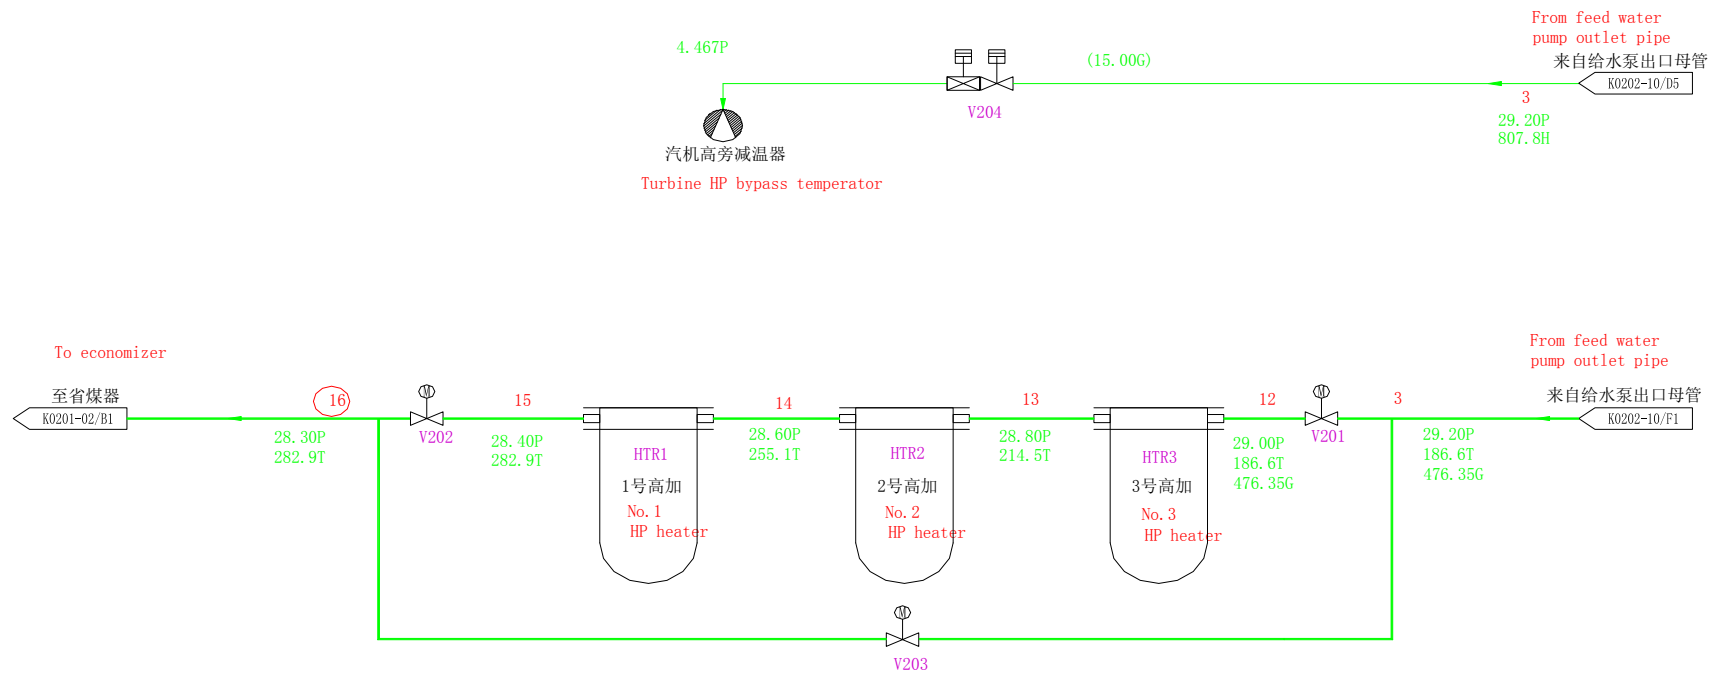 From feed water
pump outlet pipe
来自给水泵出口母管
K0202-10/D5
4.467P
(15.00G)
V204
3
29.20P
807.8H
汽机高旁减温器
Turbine HP bypass temperator
To economizer
至省煤器
K0201-02/B1
16
28.30P
282.9T
M
V202
15
28.40P
282.9T
HTR1
1号高加
No.1
HP heater
14
28.60P
255.1T
HTR2
2号高加
No.2
HP heater
13
28.80P
214.5T
HTR3
3号高加
No.3
HP heater
12
29.00P
186.6T
476.35G
M
V201
3
29.20P
186.6T
476.35G
From feed water
pump outlet pipe
来自给水泵出口母管
K0202-10/F1
M
V203